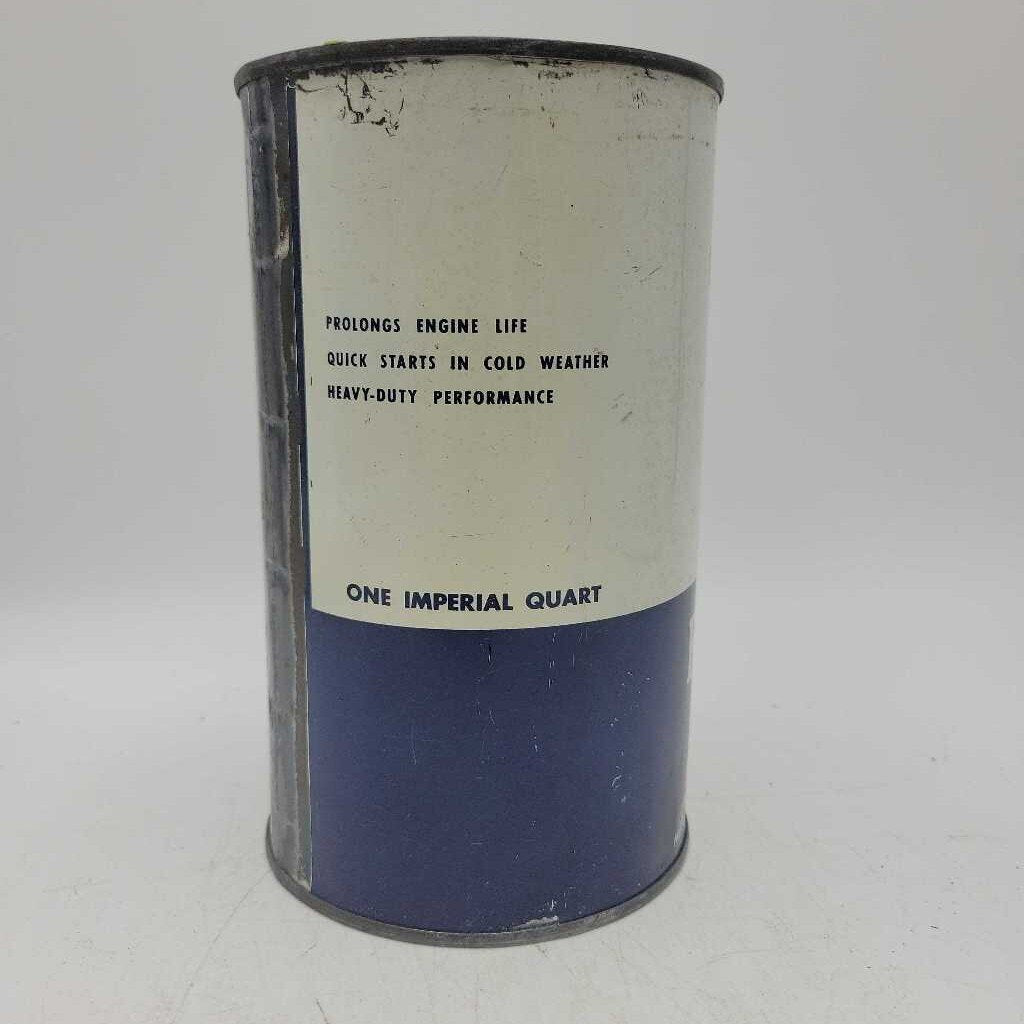 PROLONGS ENGINE LIFE
QUICK STARTS IN COLD WEATHER
HEAVY-DUTY PERFORMANCE
ONE IMPERIAL QUART